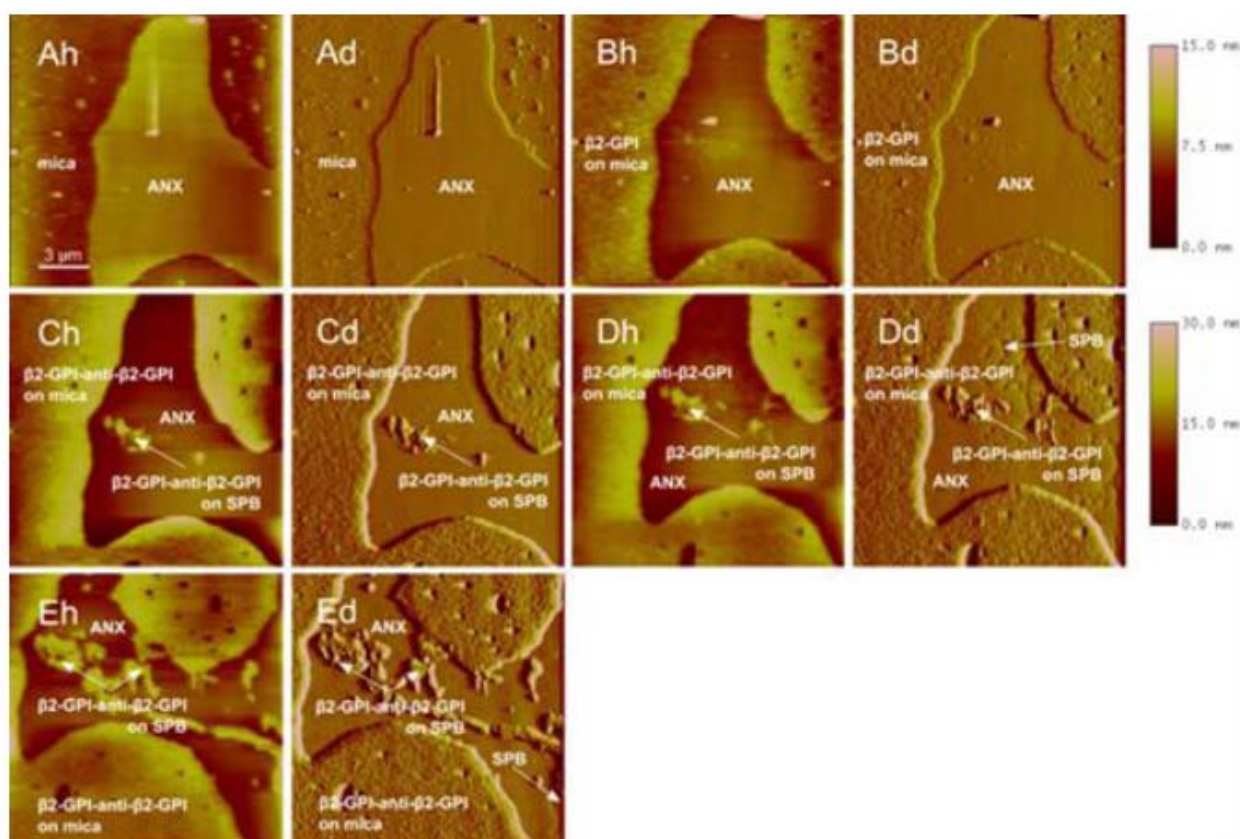 Ah
mica
ANX
3 µm
Ad
mica
ANX
Bh
β2-GPI
on mica
ANX
Bd
β2-GPI
on mica
ANX
15.0 nm
7.5 nm
0.0 nm
Ch
β2-GPI-anti-β2-GPI
on mica
ANX
β2-GPI-anti-β2-GPI
on SPB
Cd
β2-GPI-anti-β2-GPI
on mica
ANX
β2-GPI-anti-β2-GPI
on SPB
Dh
β2-GPI-anti-β2-GPI
on mica
β2-GPI-anti-β2-GPI
on SPB
ANX
Dd
SPB
β2-GPI-anti-β2-GPI
on mica
β2-GPI-anti-β2-GPI
on SPB
ANX
30.0 nm
15.0 nm
0.0 nm
Eh
ANX
β2-GPI-anti-β2-GPI
on SPB
β2-GPI-anti-β2-GPI
on mica
Ed
ANX
β2-GPI-anti-β2-GPI
on SPB
SPB
β2-GPI-anti-β2-GPI
on mica